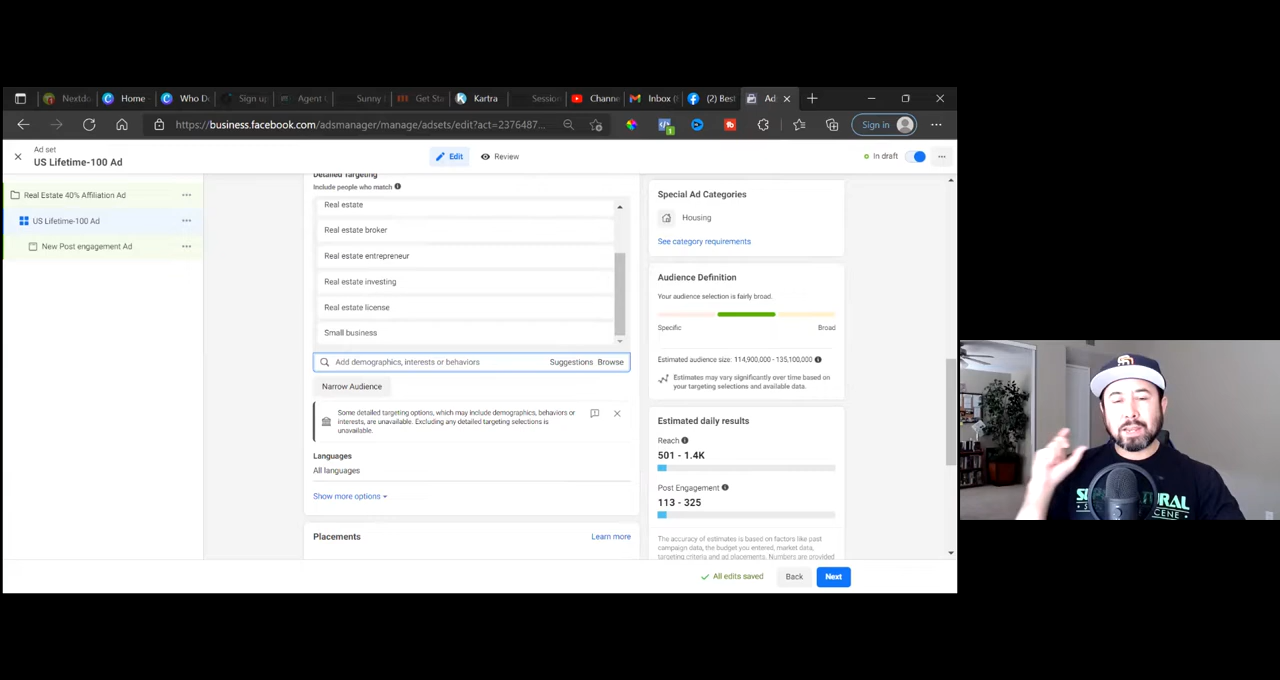 Nextdo
Home
Who Do
Sign up
Agent L
Sunny
Get Sta
Kartra
Session
Chann
Inbox (
(2) Best
Ad
https://business.facebook.com/adsmanager/manage/adsets/edit?act=2376487...
1
Sign in
Ad set
US Lifetime-100 Ad
Edit
Review
In draft
Real Estate 40% Affiliation Ad
US Lifetime-100 Ad
New Post engagement Ad
Detailed Targeting
Include people who match
Real estate
Real estate broker
Real estate entrepreneur
Real estate investing
Real estate license
Small business
Add demographics, interests or behaviors
Suggestions
Browse
Narrow Audience
Some detailed targeting options, which may include demographics, behaviors or
interests, are unavailable. Excluding any detailed targeting selections is
unavailable.
Languages
All languages
Show more options
Placements
Learn more
Special Ad Categories
Housing
See category requirements
Audience Definition
Your audience selection is fairly broad.
Specific
Broad
Estimated audience size: 114,900,000 - 135,100,000
Estimates may vary significantly over time based on
your targeting selections and available data.
Estimated daily results
Reach
501 - 1.4K
Post Engagement
113 - 325
The accuracy of estimates is based on factors like past
campaign data, the budget you entered, market data,
targeting criteria and ad placements. Numbers are provided
All edits saved
Back
Next